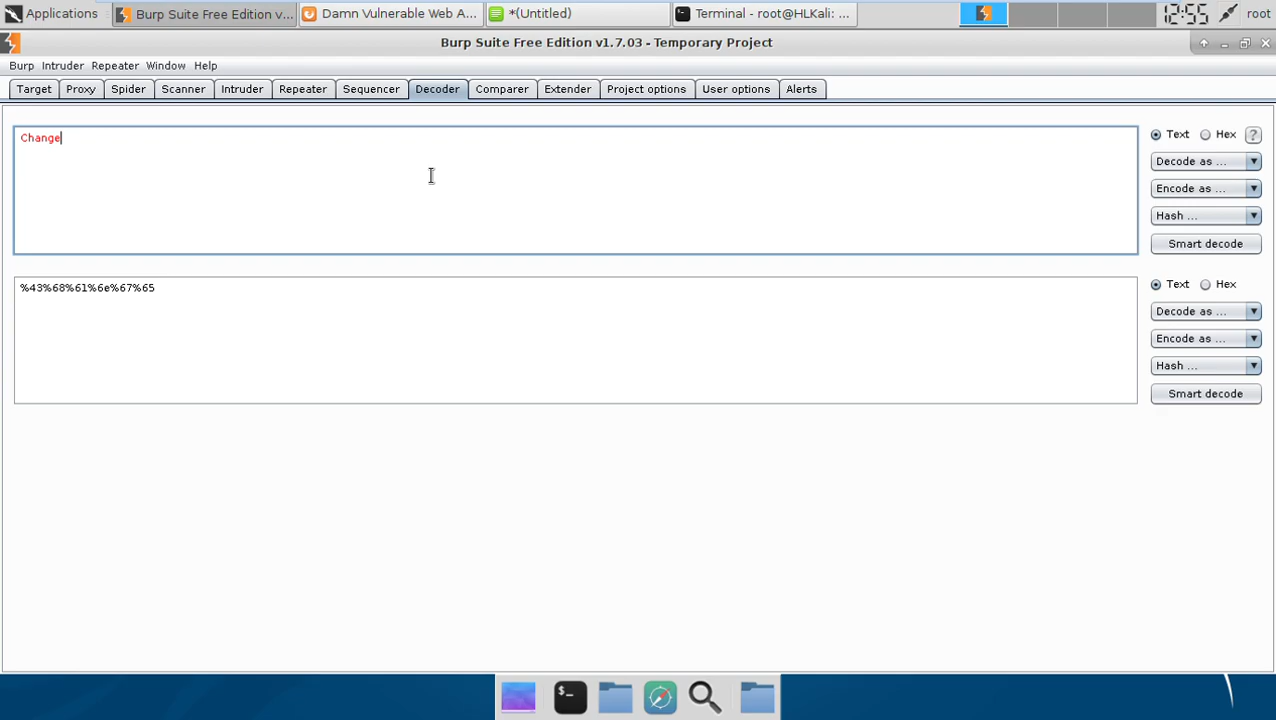 Applications Burp Suite Free Edition v... Damn Vulnerable Web A... *(Untitled) Terminal - root@HLKali: ... 12:55 root
Burp Suite Free Edition v1.7.03 - Temporary Project
Burp Intruder Repeater Window Help
Target Proxy Spider Scanner Intruder Repeater Sequencer Decoder Comparer Extender Project options User options Alerts
Change
Text Hex ?
Decode as ...
Encode as ...
Hash ...
Smart decode
%43%68%61%6e%67%65
Text Hex
Decode as ...
Encode as ...
Hash ...
Smart decode
$-